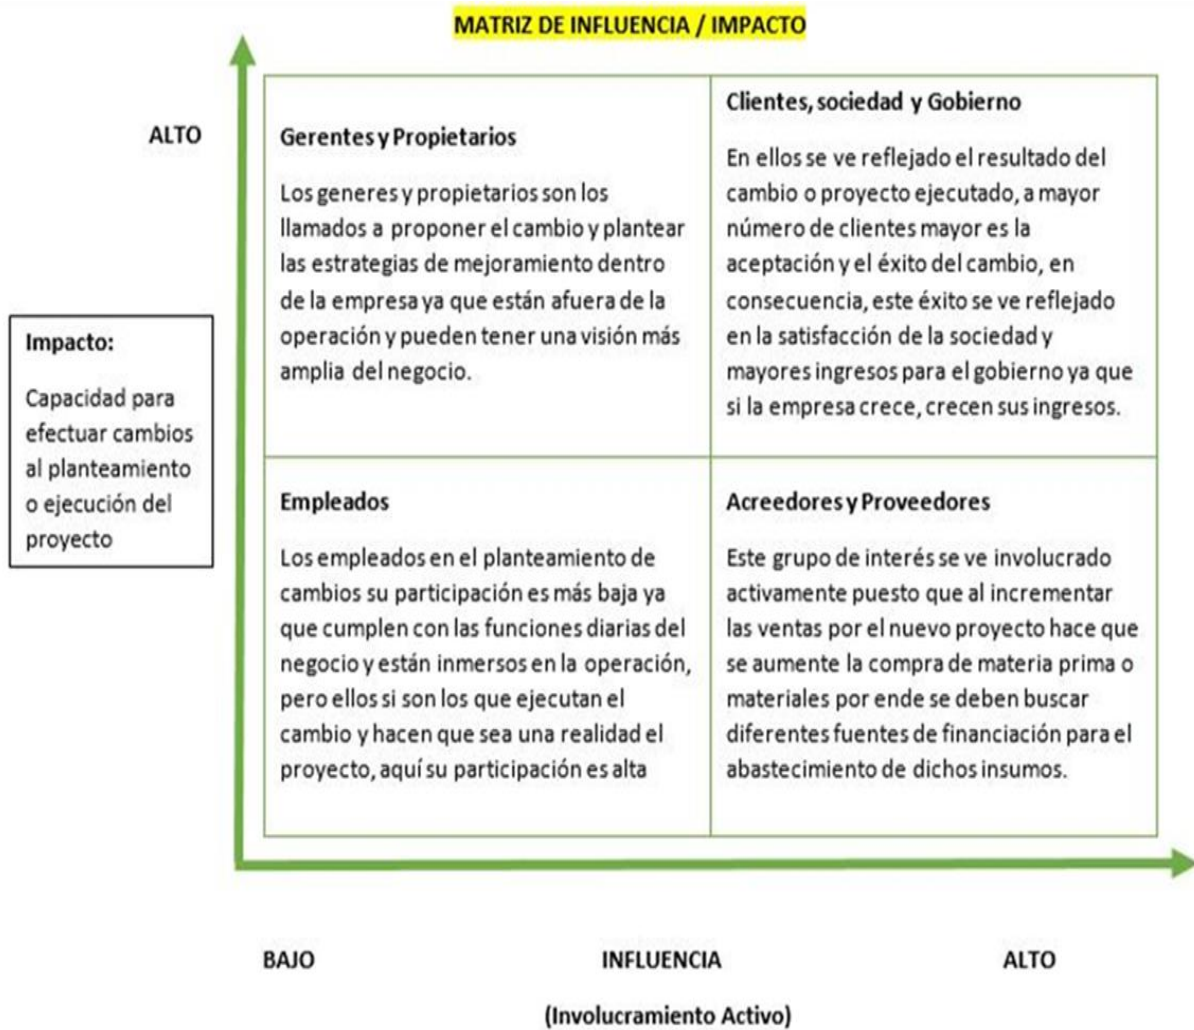 MATRIZ DE INFLUENCIA / IMPACTO
ALTO
Gerentes y Propietarios
Los generes y propietarios son los
llamados a proponer el cambio y plantear
las estrategias de mejoramiento dentro
de la empresa ya que están afuera de la
operación y pueden tener una visión más
amplia del negocio.
Clientes, sociedad y Gobierno
En ellos se ve reflejado el resultado del
cambio o proyecto ejecutado, a mayor
número de clientes mayor es la
aceptación y el éxito del cambio, en
consecuencia, este éxito se ve reflejado
en la satisfacción de la sociedad y
mayores ingresos para el gobierno ya que
si la empresa crece, crecen sus ingresos.
Impacto:
Capacidad para
efectuar cambios
al planteamiento
o ejecución del
proyecto
Empleados
Los empleados en el planteamiento de
cambios su participación es más baja ya
que cumplen con las funciones diarias del
negocio y están inmersos en la operación,
pero ellos si son los que ejecutan el
cambio y hacen que sea una realidad el
proyecto, aquí su participación es alta
Acreedores y Proveedores
Este grupo de interés se ve involucrado
activamente puesto que al incrementar
las ventas por el nuevo proyecto hace que
se aumente la compra de materia prima o
materiales por ende se deben buscar
diferentes fuentes de financiación para el
abastecimiento de dichos insumos.
BAJO INFLUENCIA ALTO
(Involucramiento Activo)